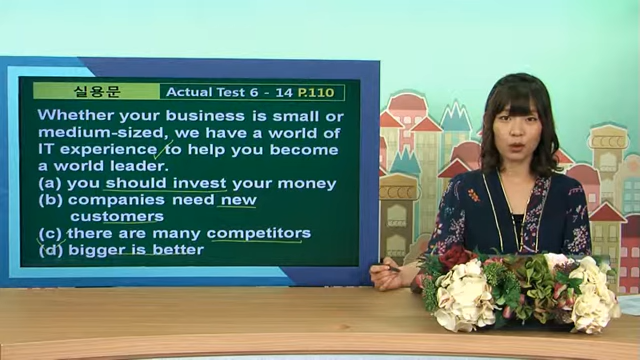 실용문
Actual Test 6 - 14 P.110
Whether your business is small or
medium-sized, we have a world of
IT experience to help you become
a world leader.
(a) you should invest your money
(b) companies need new
customers
(c) there are many competitors
(d) bigger is better